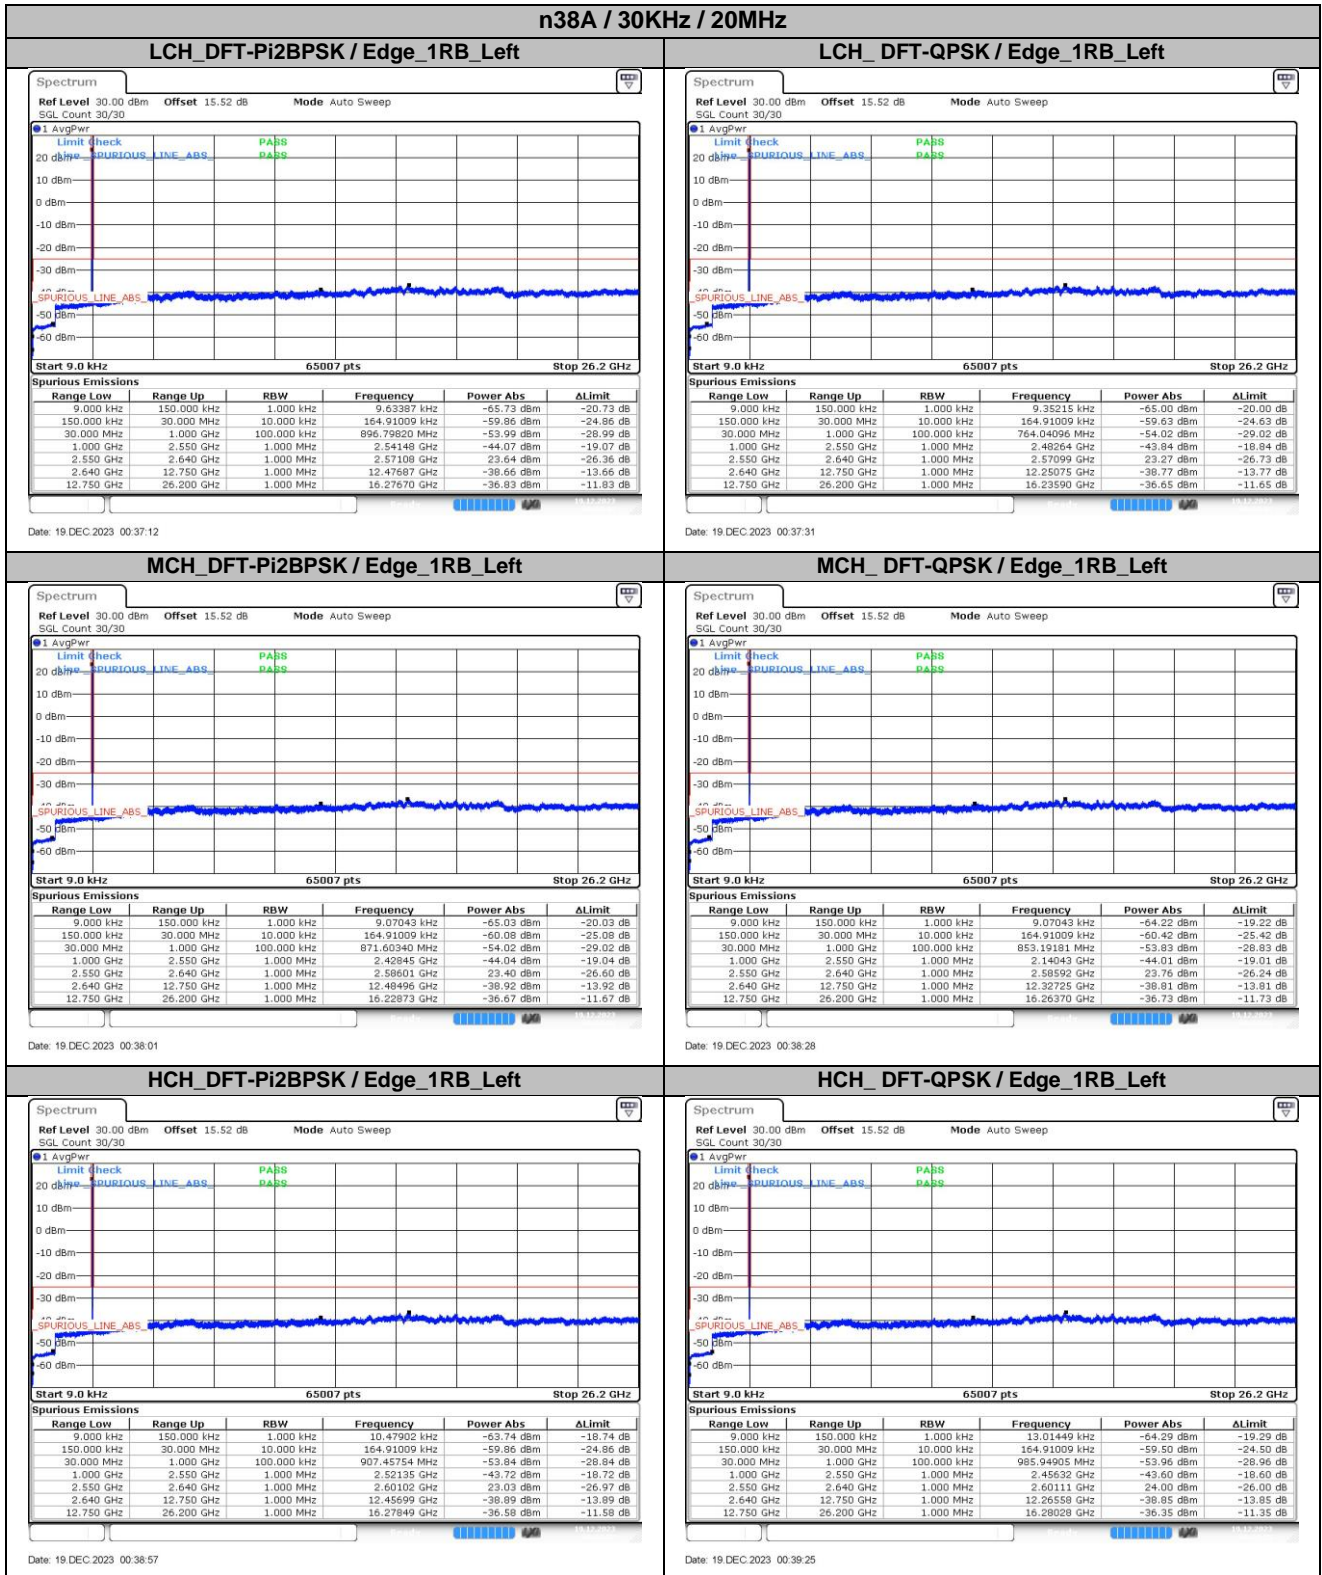 n38A / 30KHz / 20MHz
LCH_DFT-Pi2BPSK / Edge_1RB_Left
Spectrum
Ref Level 30.00 dBm Offset 15.52 dB Mode Auto Sweep
SGL Count 30/30
1 AvgPwr
Limit Check PASS
Line _SPURIOUS_LINE_ABS_ PASS
20 dBm
10 dBm
0 dBm
-10 dBm
-20 dBm
-30 dBm
-40 dBm
_SPURIOUS_LINE_ABS_
-50 dBm
-60 dBm
Start 9.0 kHz 65007 pts Stop 26.2 GHz
Spurious Emissions
Range Low Range Up RBW Frequency Power Abs ΔLimit
9.000 kHz 150.000 kHz 1.000 kHz 9.63387 kHz -65.73 dBm -20.73 dB
150.000 kHz 30.000 MHz 10.000 kHz 164.91009 kHz -59.86 dBm -24.86 dB
30.000 MHz 1.000 GHz 100.000 kHz 896.79820 MHz -53.99 dBm -28.99 dB
1.000 GHz 2.550 GHz 1.000 MHz 2.54148 GHz -44.07 dBm -19.07 dB
2.550 GHz 2.640 GHz 1.000 MHz 2.57108 GHz 23.64 dBm -26.36 dB
2.640 GHz 12.750 GHz 1.000 MHz 12.47687 GHz -38.66 dBm -13.66 dB
12.750 GHz 26.200 GHz 1.000 MHz 16.27670 GHz -36.83 dBm -11.83 dB
Date: 19.DEC.2023 00:37:12
LCH_ DFT-QPSK / Edge_1RB_Left
Spectrum
Ref Level 30.00 dBm Offset 15.52 dB Mode Auto Sweep
SGL Count 30/30
1 AvgPwr
Limit Check PASS
Line _SPURIOUS_LINE_ABS_ PASS
20 dBm
10 dBm
0 dBm
-10 dBm
-20 dBm
-30 dBm
-40 dBm
_SPURIOUS_LINE_ABS_
-50 dBm
-60 dBm
Start 9.0 kHz 65007 pts Stop 26.2 GHz
Spurious Emissions
Range Low Range Up RBW Frequency Power Abs ΔLimit
9.000 kHz 150.000 kHz 1.000 kHz 9.35215 kHz -65.00 dBm -20.00 dB
150.000 kHz 30.000 MHz 10.000 kHz 164.91009 kHz -59.63 dBm -24.63 dB
30.000 MHz 1.000 GHz 100.000 kHz 764.04096 MHz -54.02 dBm -29.02 dB
1.000 GHz 2.550 GHz 1.000 MHz 2.48264 GHz -43.84 dBm -18.84 dB
2.550 GHz 2.640 GHz 1.000 MHz 2.57099 GHz 23.27 dBm -26.73 dB
2.640 GHz 12.750 GHz 1.000 MHz 12.25075 GHz -38.77 dBm -13.77 dB
12.750 GHz 26.200 GHz 1.000 MHz 16.23590 GHz -36.65 dBm -11.65 dB
Date: 19.DEC.2023 00:37:31
MCH_DFT-Pi2BPSK / Edge_1RB_Left
Spectrum
Ref Level 30.00 dBm Offset 15.52 dB Mode Auto Sweep
SGL Count 30/30
1 AvgPwr
Limit Check PASS
Line _SPURIOUS_LINE_ABS_ PASS
20 dBm
10 dBm
0 dBm
-10 dBm
-20 dBm
-30 dBm
-40 dBm
_SPURIOUS_LINE_ABS_
-50 dBm
-60 dBm
Start 9.0 kHz 65007 pts Stop 26.2 GHz
Spurious Emissions
Range Low Range Up RBW Frequency Power Abs ΔLimit
9.000 kHz 150.000 kHz 1.000 kHz 9.07043 kHz -65.03 dBm -20.03 dB
150.000 kHz 30.000 MHz 10.000 kHz 164.91009 kHz -60.08 dBm -25.08 dB
30.000 MHz 1.000 GHz 100.000 kHz 871.60340 MHz -54.02 dBm -29.02 dB
1.000 GHz 2.550 GHz 1.000 MHz 2.42845 GHz -44.04 dBm -19.04 dB
2.550 GHz 2.640 GHz 1.000 MHz 2.58601 GHz 23.40 dBm -26.60 dB
2.640 GHz 12.750 GHz 1.000 MHz 12.48496 GHz -38.92 dBm -13.92 dB
12.750 GHz 26.200 GHz 1.000 MHz 16.22873 GHz -36.67 dBm -11.67 dB
Date: 19.DEC.2023 00:38:01
MCH_ DFT-QPSK / Edge_1RB_Left
Spectrum
Ref Level 30.00 dBm Offset 15.52 dB Mode Auto Sweep
SGL Count 30/30
1 AvgPwr
Limit Check PASS
Line _SPURIOUS_LINE_ABS_ PASS
20 dBm
10 dBm
0 dBm
-10 dBm
-20 dBm
-30 dBm
-40 dBm
_SPURIOUS_LINE_ABS_
-50 dBm
-60 dBm
Start 9.0 kHz 65007 pts Stop 26.2 GHz
Spurious Emissions
Range Low Range Up RBW Frequency Power Abs ΔLimit
9.000 kHz 150.000 kHz 1.000 kHz 9.07043 kHz -64.22 dBm -19.22 dB
150.000 kHz 30.000 MHz 10.000 kHz 164.91009 kHz -60.42 dBm -25.42 dB
30.000 MHz 1.000 GHz 100.000 kHz 853.19181 MHz -53.83 dBm -28.83 dB
1.000 GHz 2.550 GHz 1.000 MHz 2.14043 GHz -44.01 dBm -19.01 dB
2.550 GHz 2.640 GHz 1.000 MHz 2.58592 GHz 23.76 dBm -26.24 dB
2.640 GHz 12.750 GHz 1.000 MHz 12.32725 GHz -38.81 dBm -13.81 dB
12.750 GHz 26.200 GHz 1.000 MHz 16.26370 GHz -36.73 dBm -11.73 dB
Date: 19.DEC.2023 00:38:28
HCH_DFT-Pi2BPSK / Edge_1RB_Left
Spectrum
Ref Level 30.00 dBm Offset 15.52 dB Mode Auto Sweep
SGL Count 30/30
1 AvgPwr
Limit Check PASS
Line _SPURIOUS_LINE_ABS_ PASS
20 dBm
10 dBm
0 dBm
-10 dBm
-20 dBm
-30 dBm
-40 dBm
_SPURIOUS_LINE_ABS_
-50 dBm
-60 dBm
Start 9.0 kHz 65007 pts Stop 26.2 GHz
Spurious Emissions
Range Low Range Up RBW Frequency Power Abs ΔLimit
9.000 kHz 150.000 kHz 1.000 kHz 10.47902 kHz -63.74 dBm -18.74 dB
150.000 kHz 30.000 MHz 10.000 kHz 164.91009 kHz -59.86 dBm -24.86 dB
30.000 MHz 1.000 GHz 100.000 kHz 907.45754 MHz -53.84 dBm -28.84 dB
1.000 GHz 2.550 GHz 1.000 MHz 2.52135 GHz -43.72 dBm -18.72 dB
2.550 GHz 2.640 GHz 1.000 MHz 2.60102 GHz 23.03 dBm -26.97 dB
2.640 GHz 12.750 GHz 1.000 MHz 12.45699 GHz -38.89 dBm -13.89 dB
12.750 GHz 26.200 GHz 1.000 MHz 16.27849 GHz -36.58 dBm -11.58 dB
Date: 19.DEC.2023 00:38:57
HCH_ DFT-QPSK / Edge_1RB_Left
Spectrum
Ref Level 30.00 dBm Offset 15.52 dB Mode Auto Sweep
SGL Count 30/30
1 AvgPwr
Limit Check PASS
Line _SPURIOUS_LINE_ABS_ PASS
20 dBm
10 dBm
0 dBm
-10 dBm
-20 dBm
-30 dBm
-40 dBm
_SPURIOUS_LINE_ABS_
-50 dBm
-60 dBm
Start 9.0 kHz 65007 pts Stop 26.2 GHz
Spurious Emissions
Range Low Range Up RBW Frequency Power Abs ΔLimit
9.000 kHz 150.000 kHz 1.000 kHz 13.01449 kHz -64.29 dBm -19.29 dB
150.000 kHz 30.000 MHz 10.000 kHz 164.91009 kHz -59.50 dBm -24.50 dB
30.000 MHz 1.000 GHz 100.000 kHz 985.94905 MHz -53.96 dBm -28.96 dB
1.000 GHz 2.550 GHz 1.000 MHz 2.45632 GHz -43.60 dBm -18.60 dB
2.550 GHz 2.640 GHz 1.000 MHz 2.60111 GHz 24.00 dBm -26.00 dB
2.640 GHz 12.750 GHz 1.000 MHz 12.26558 GHz -38.85 dBm -13.85 dB
12.750 GHz 26.200 GHz 1.000 MHz 16.28028 GHz -36.35 dBm -11.35 dB
Date: 19.DEC.2023 00:39:25